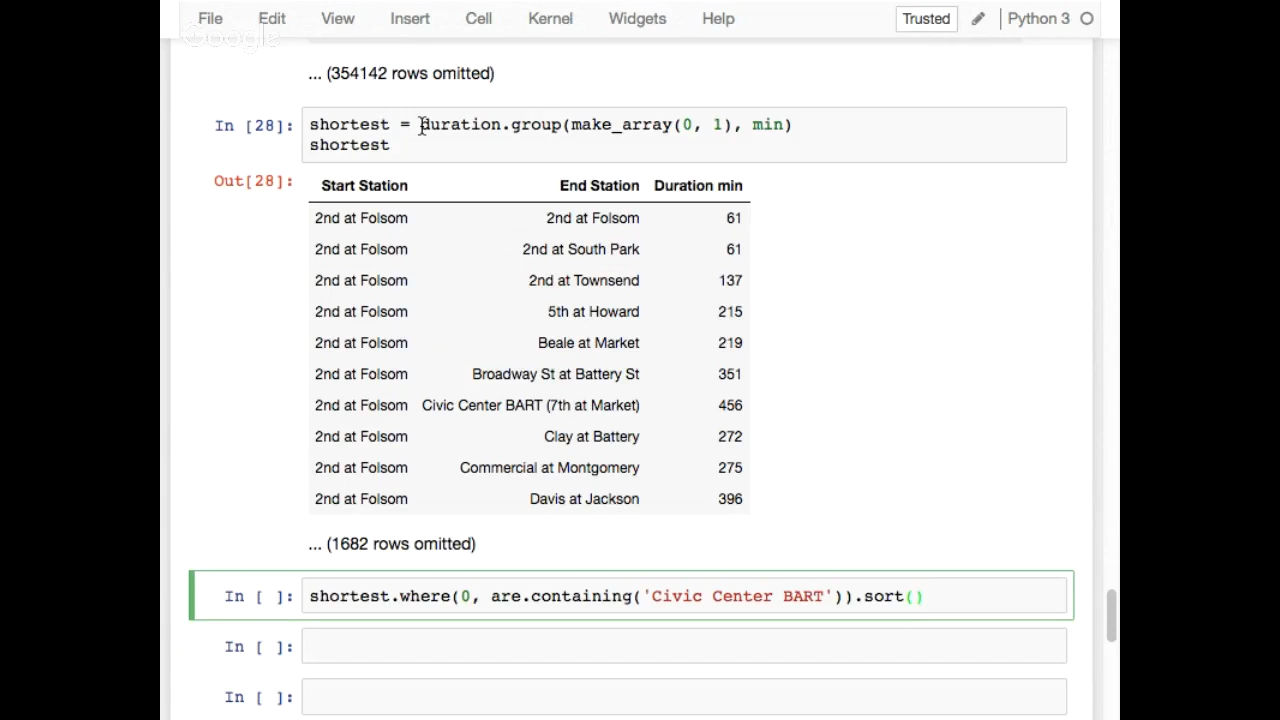 File Edit View Insert Cell Kernel Widgets Help Trusted Python 3
Google
... (354142 rows omitted)
In [28]: shortest = duration.group(make_array(0, 1), min)
shortest
Out[28]: Start Station End Station Duration min
2nd at Folsom 2nd at Folsom 61
2nd at Folsom 2nd at South Park 61
2nd at Folsom 2nd at Townsend 137
2nd at Folsom 5th at Howard 215
2nd at Folsom Beale at Market 219
2nd at Folsom Broadway St at Battery St 351
2nd at Folsom Civic Center BART (7th at Market) 456
2nd at Folsom Clay at Battery 272
2nd at Folsom Commercial at Montgomery 275
2nd at Folsom Davis at Jackson 396
... (1682 rows omitted)
In [ ]: shortest.where(0, are.containing('Civic Center BART')).sort()
In [ ]:
In [ ]: